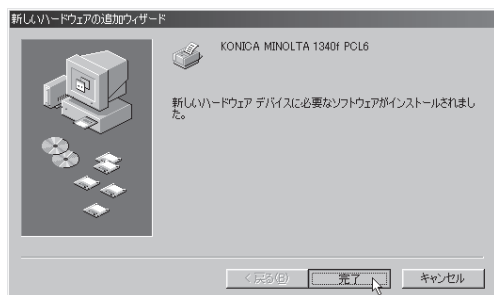 新しいハードウェアの追加ウィザード
KONICA MINOLTA 1340f PCL6
新しいハードウェア デバイスに必要なソフトウェアがインストールされまし
た。
< 戻る(B)
完了
キャンセル